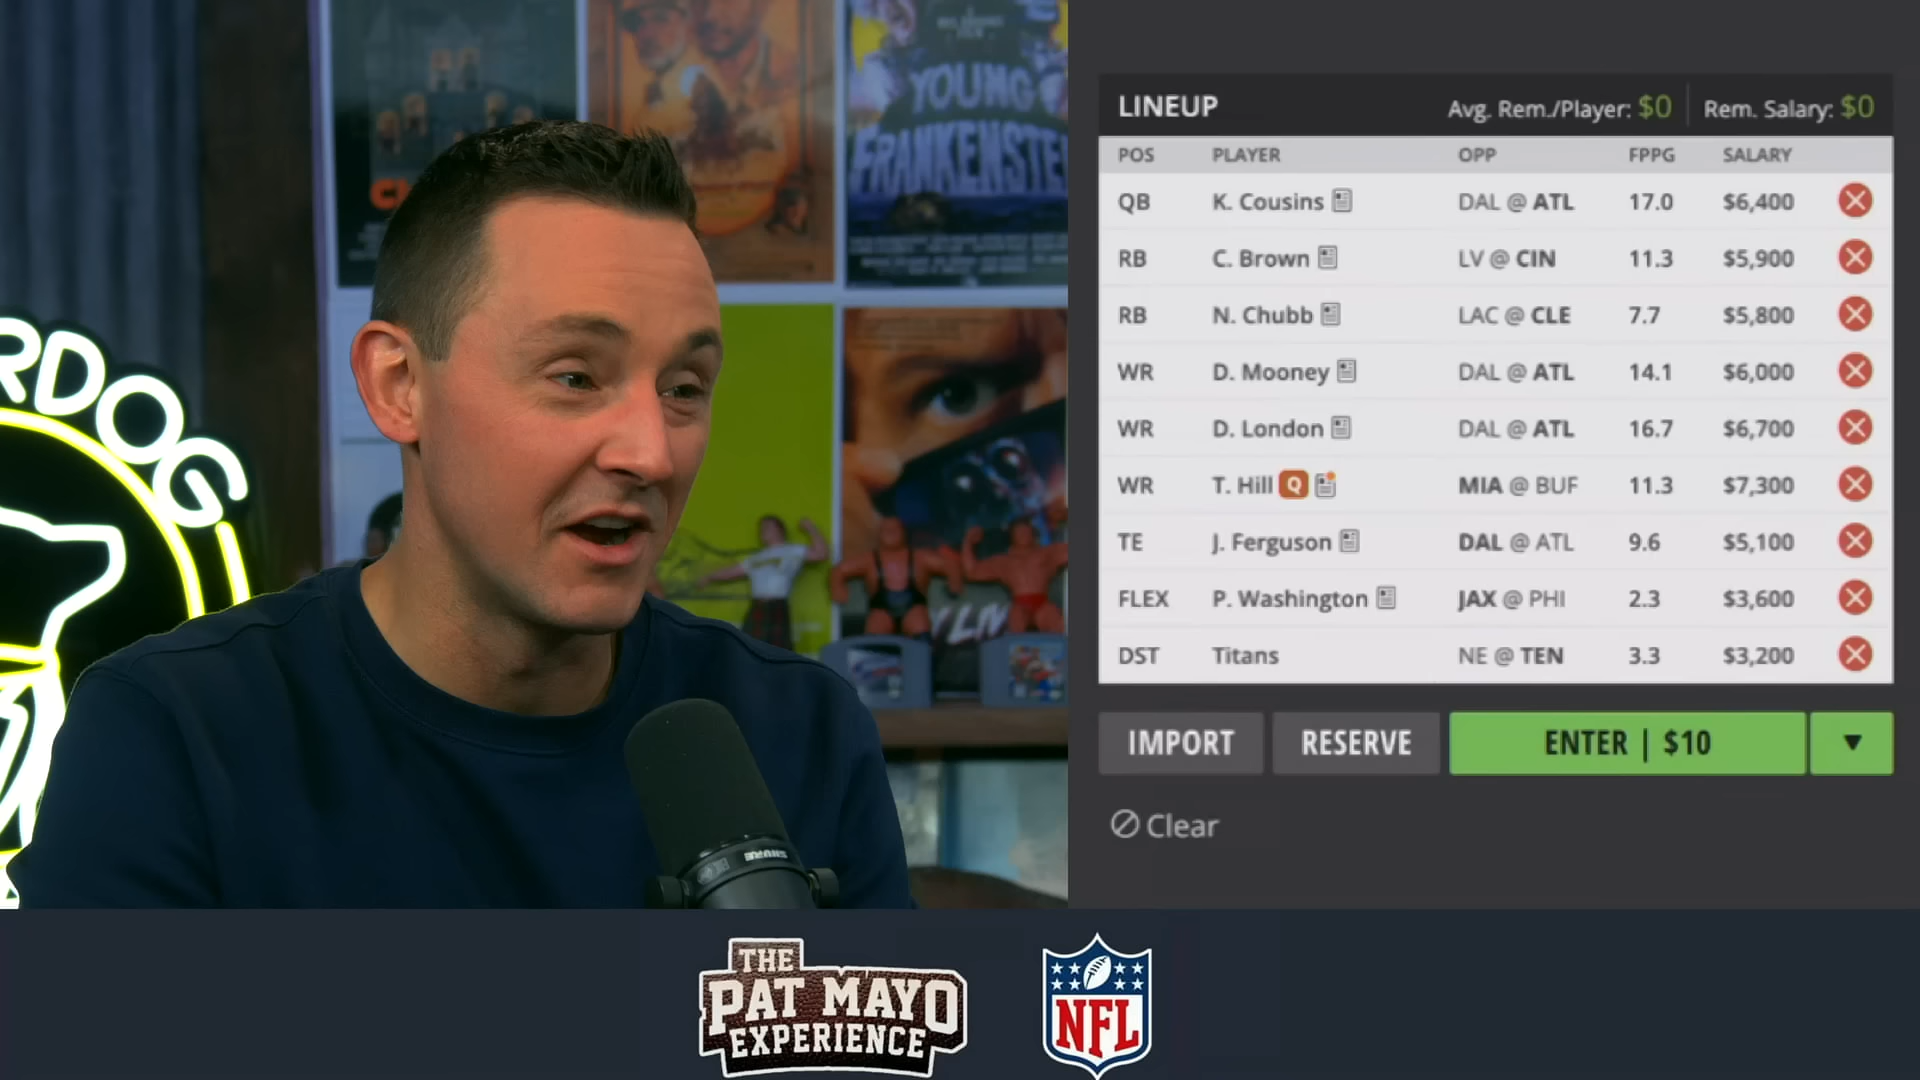 YOUNG
FRANKENSTE
RDOG
LINEUP Avg. Rem./Player: $0 Rem. Salary: $0
POS PLAYER OPP FPPG SALARY
QB K. Cousins DAL @ ATL 17.0 $6,400
RB C. Brown LV @ CIN 11.3 $5,900
RB N. Chubb LAC @ CLE 7.7 $5,800
WR D. Mooney DAL @ ATL 14.1 $6,000
WR D. London DAL @ ATL 16.7 $6,700
WR T. Hill Q MIA @ BUF 11.3 $7,300
TE J. Ferguson DAL @ ATL 9.6 $5,100
FLEX P. Washington JAX @ PHI 2.3 $3,600
DST Titans NE @ TEN 3.3 $3,200
IMPORT RESERVE ENTER | $10
Clear
SHURE
THE
PAT MAYO
EXPERIENCE
NFL